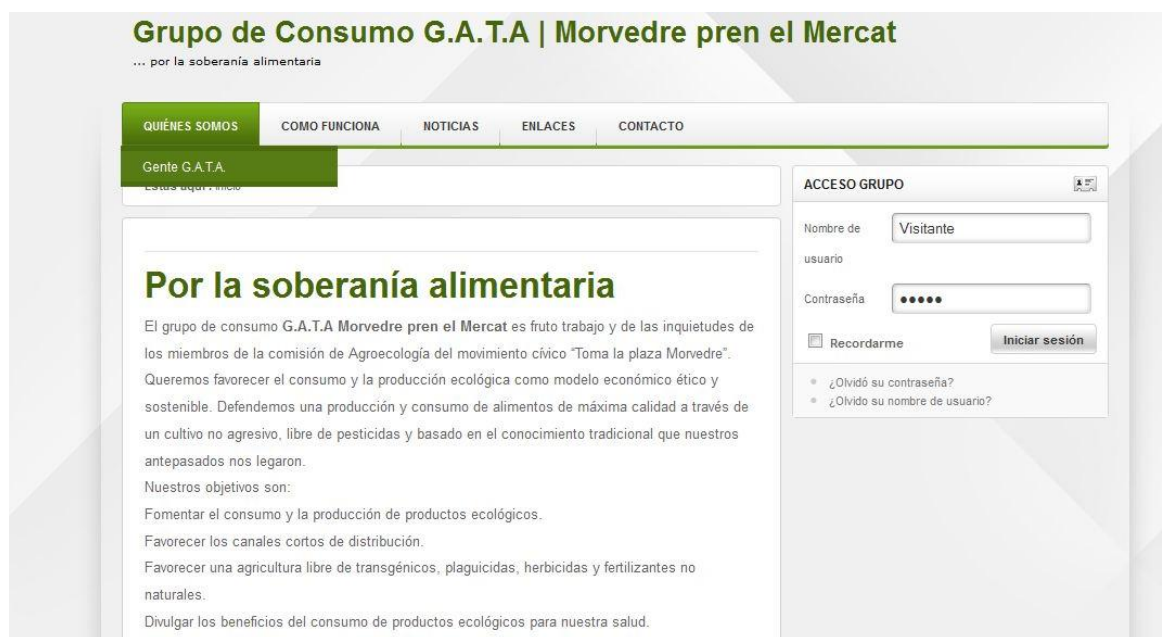 Grupo de Consumo G.A.T.A | Morvedre pren el Mercat
... por la soberanía alimentaria
QUIÉNES SOMOS COMO FUNCIONA NOTICIAS ENLACES CONTACTO
Gente G.A.T.A.
Estás aquí : Inicio
Por la soberanía alimentaria
El grupo de consumo G.A.T.A Morvedre pren el Mercat es fruto trabajo y de las inquietudes de
los miembros de la comisión de Agroecología del movimiento cívico “Toma la plaza Morvedre”.
Queremos favorecer el consumo y la producción ecológica como modelo económico ético y
sostenible. Defendemos una producción y consumo de alimentos de máxima calidad a través de
un cultivo no agresivo, libre de pesticidas y basado en el conocimiento tradicional que nuestros
antepasados nos legaron.
Nuestros objetivos son:
Fomentar el consumo y la producción de productos ecológicos.
Favorecer los canales cortos de distribución.
Favorecer una agricultura libre de transgénicos, plaguicidas, herbicidas y fertilizantes no
naturales.
Divulgar los beneficios del consumo de productos ecológicos para nuestra salud.
ACCESO GRUPO
Nombre de Visitante
usuario
Contraseña •••••
Recordarme Iniciar sesión
¿Olvidó su contraseña?
¿Olvido su nombre de usuario?